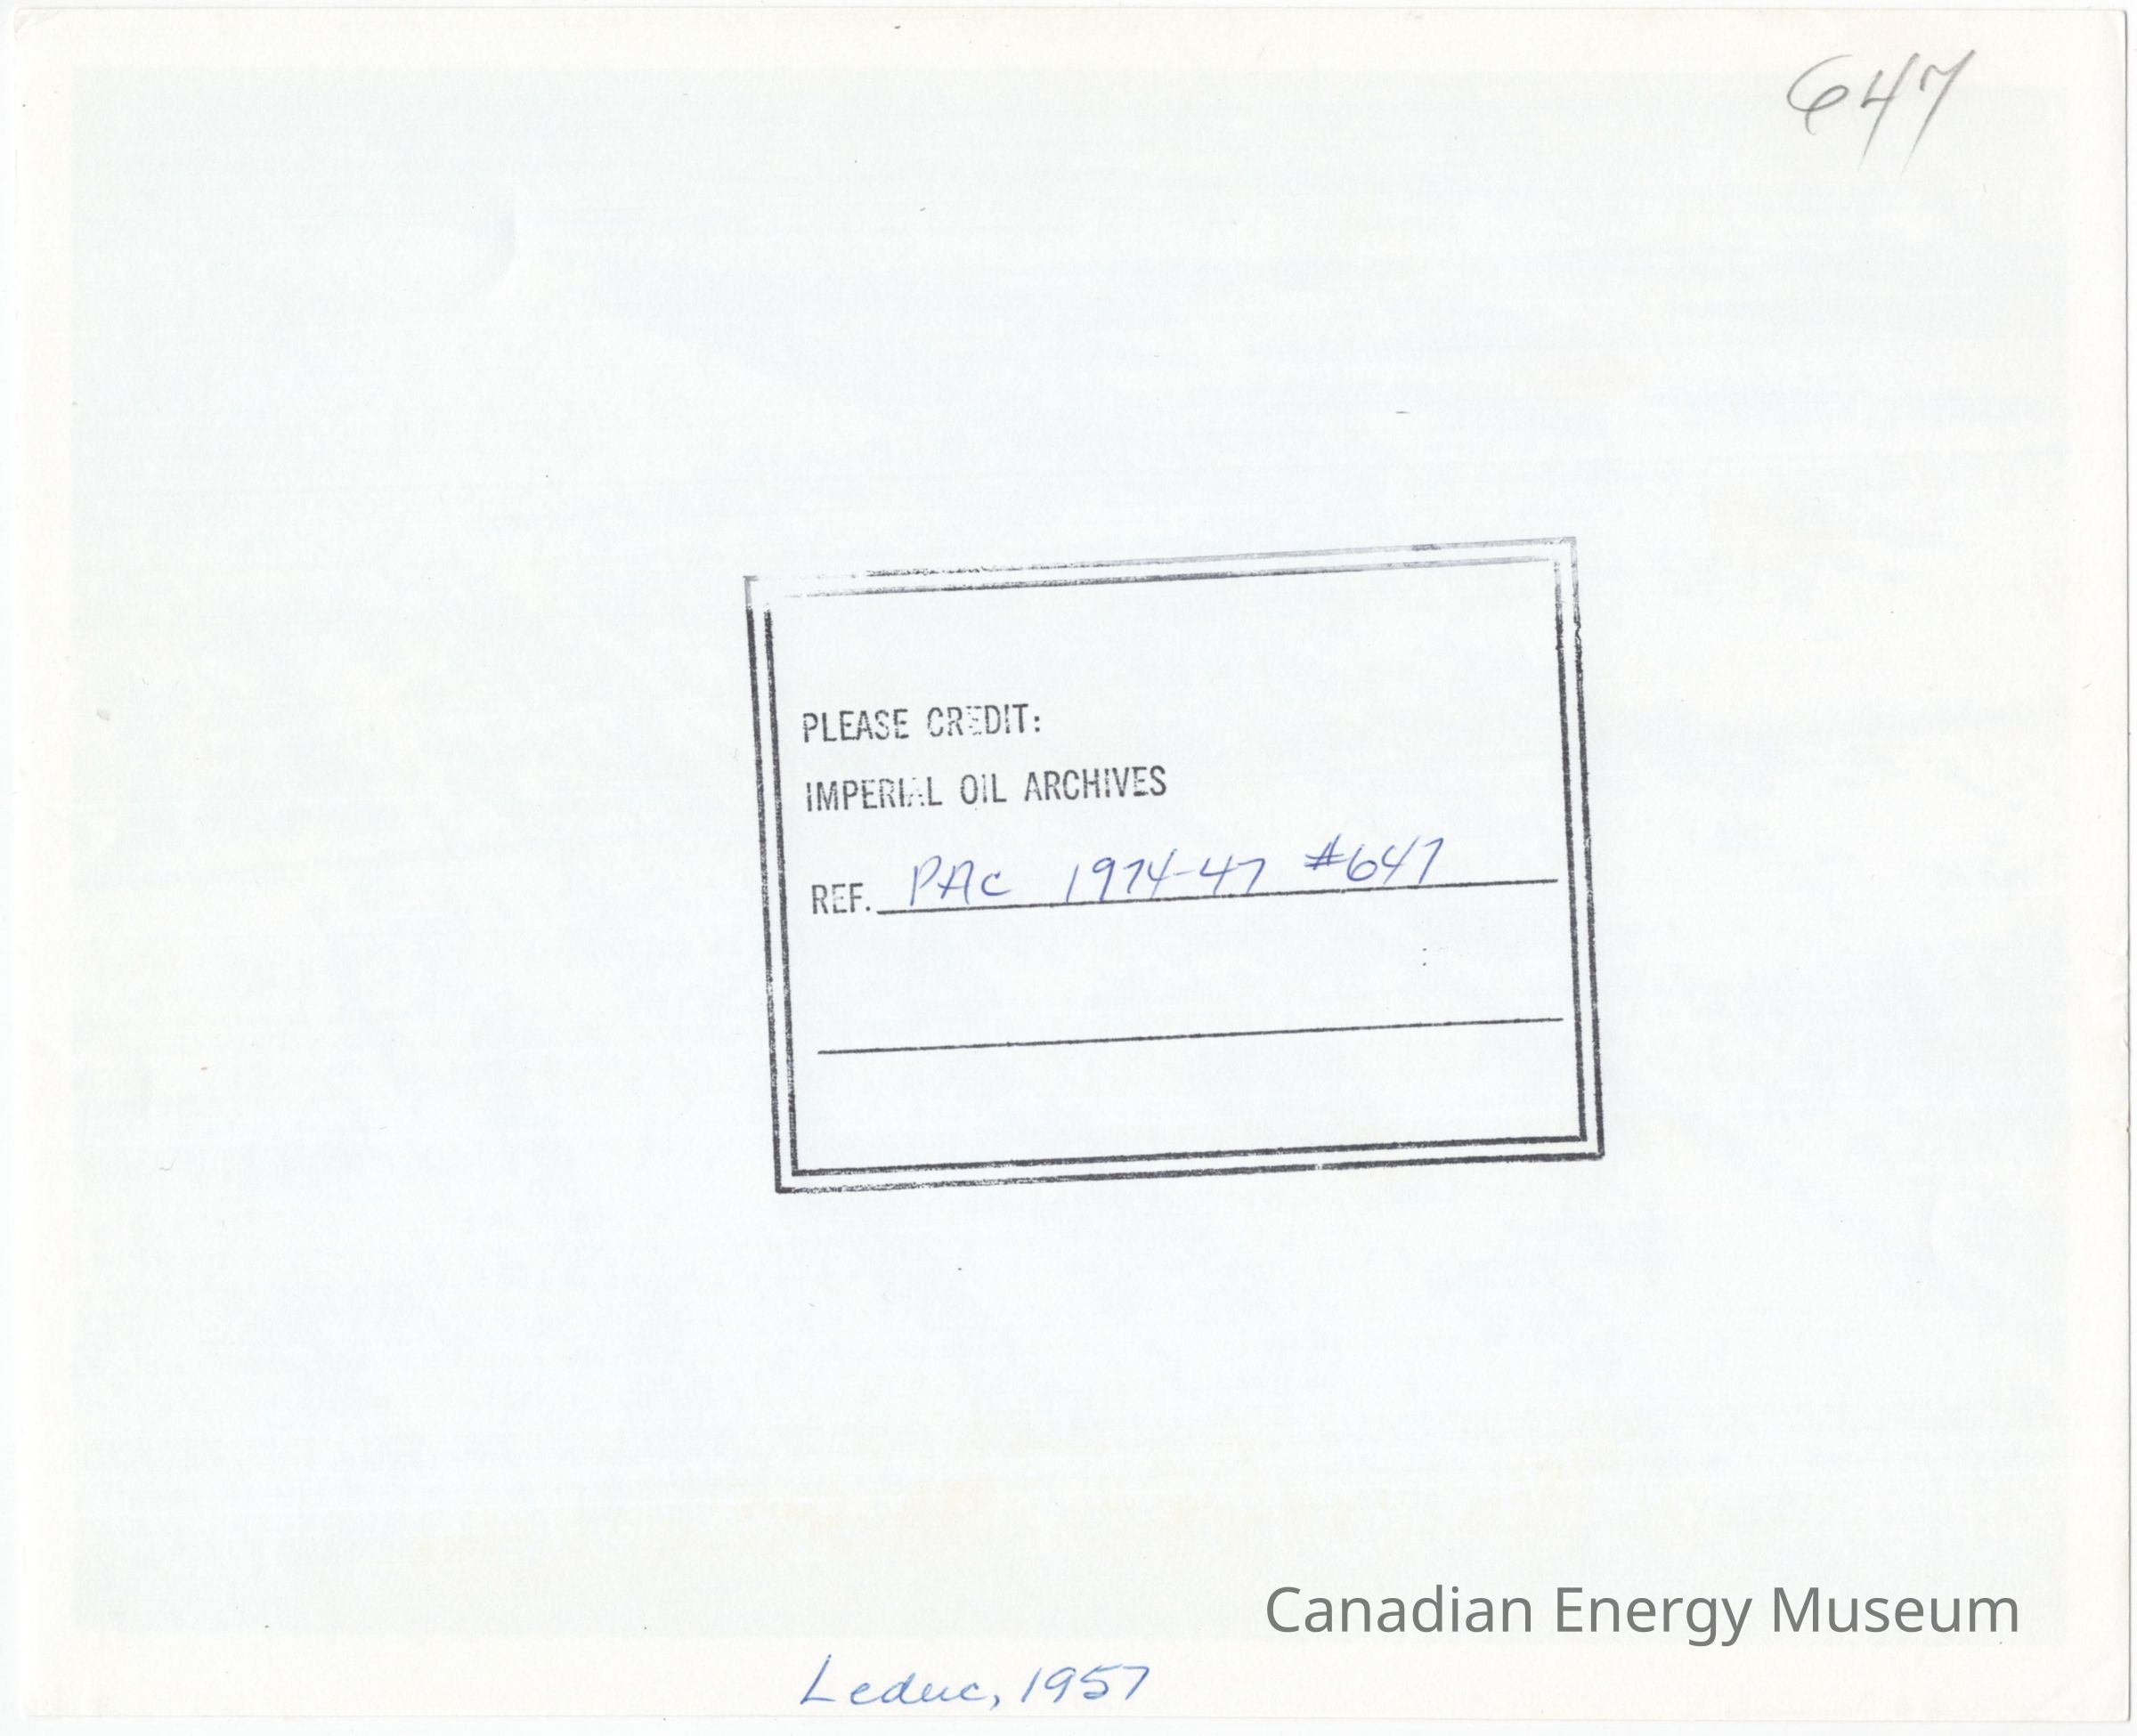 647
PLEASE CREDIT:
IMPERIAL OIL ARCHIVES
REF. PAC 1974-47 #647
Canadian Energy Museum
Leduc, 1957